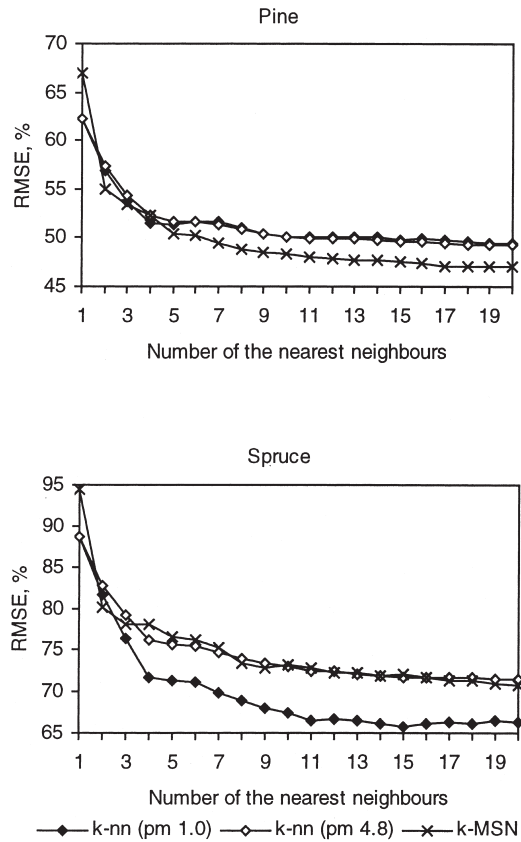 Pine
RMSE, %
70
65
60
55
50
45
1 3 5 7 9 11 13 15 17 19
Number of the nearest neighbours
Spruce
RMSE, %
95
90
85
80
75
70
65
1 3 5 7 9 11 13 15 17 19
Number of the nearest neighbours
k-nn (pm 1.0) k-nn (pm 4.8) k-MSN